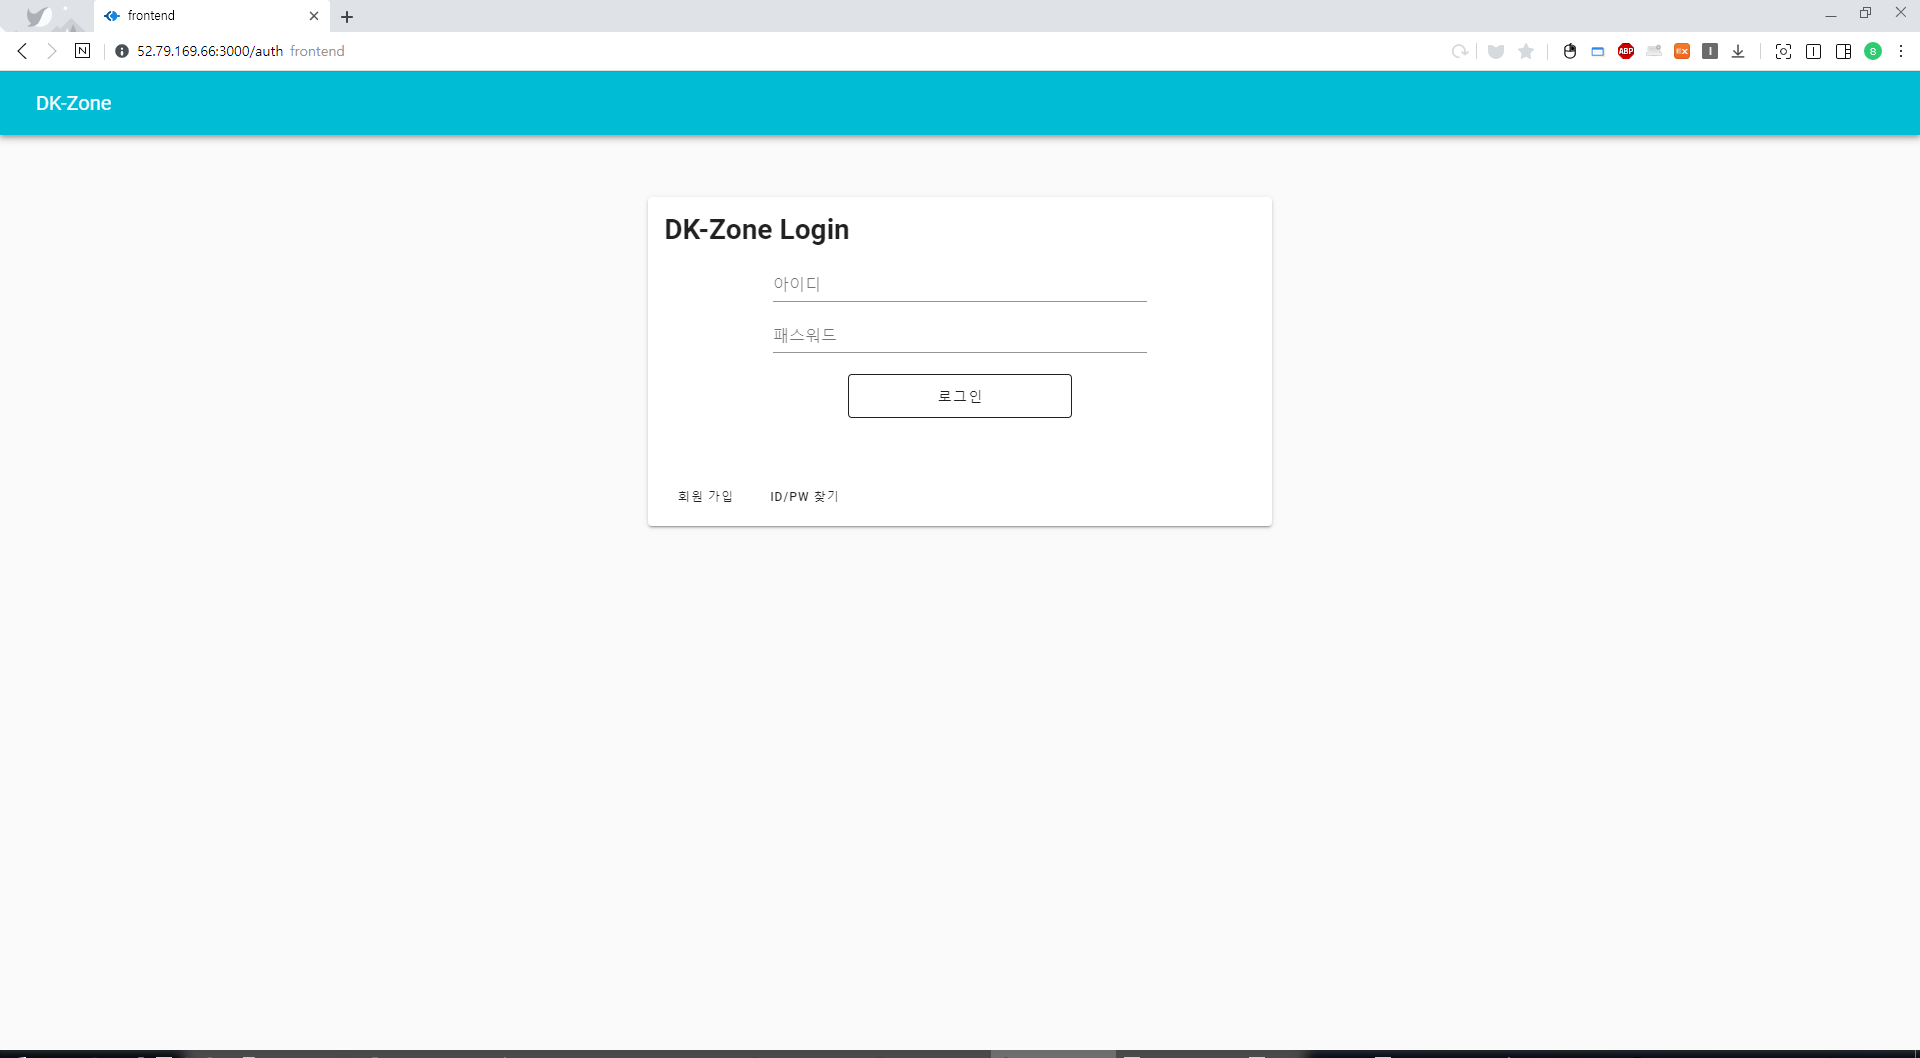 frontend
52.79.169.66:3000/auth frontend
DK-Zone
DK-Zone Login
아이디
패스워드
로그인
회원 가입 ID/PW 찾기